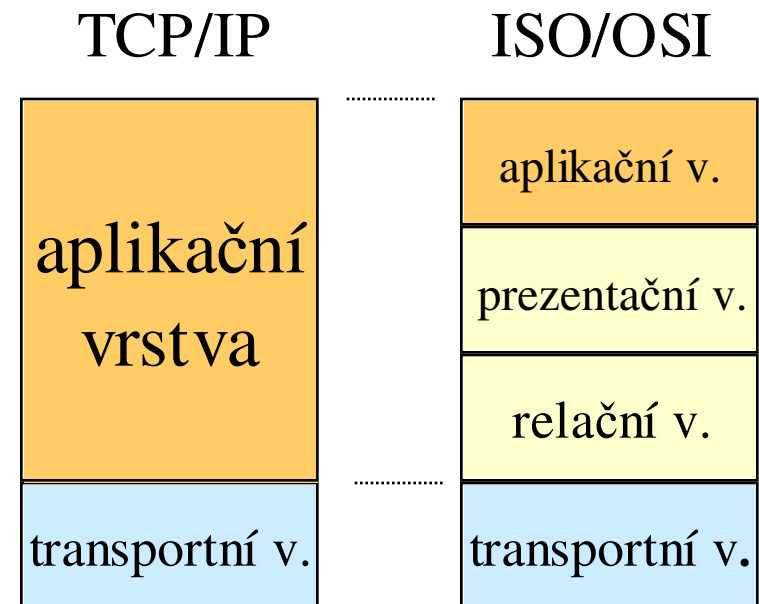 TCP/IP
ISO/OSI
aplikační
vrstva
transportní v.
aplikační v.
prezentační v.
relační v.
transportní v.